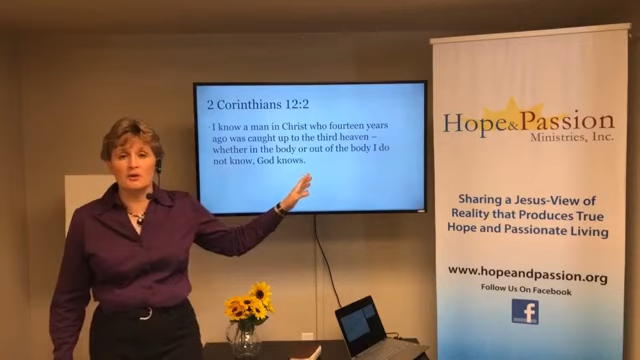 2 Corinthians 12:2
I know a man in Christ who fourteen years
ago was caught up to the third heaven –
whether in the body or out of the body I do
not know, God knows.
Hope&Passion
Ministries, Inc.
Sharing a Jesus-View of
Reality that Produces True
Hope and Passionate Living
www.hopeandpassion.org
Follow Us On Facebook
f